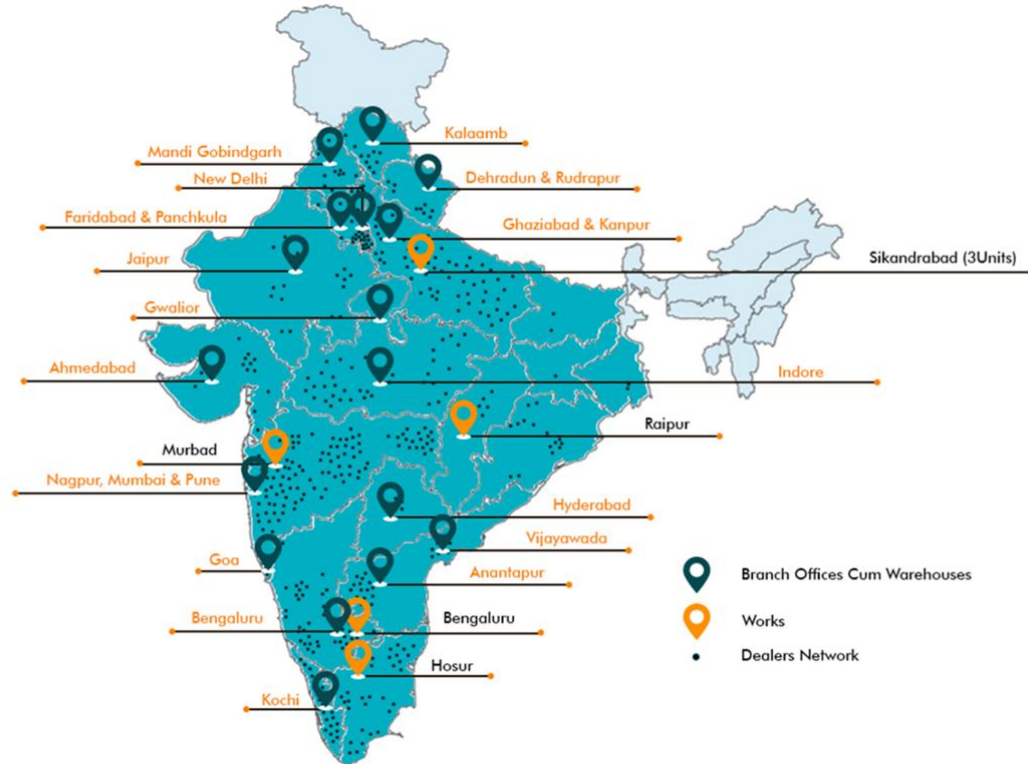 Kalaamb
Mandi Gobindgarh
New Delhi
Dehradun & Rudrapur
Faridabad & Panchkula
Ghaziabad & Kanpur
Jaipur
Sikandrabad (3Units)
Gwalior
Ahmedabad
Indore
Raipur
Murbad
Nagpur, Mumbai & Pune
Hyderabad
Vijayawada
Goa
Anantapur
Branch Offices Cum Warehouses
Bengaluru
Bengaluru
Works
Dealers Network
Hosur
Kochi